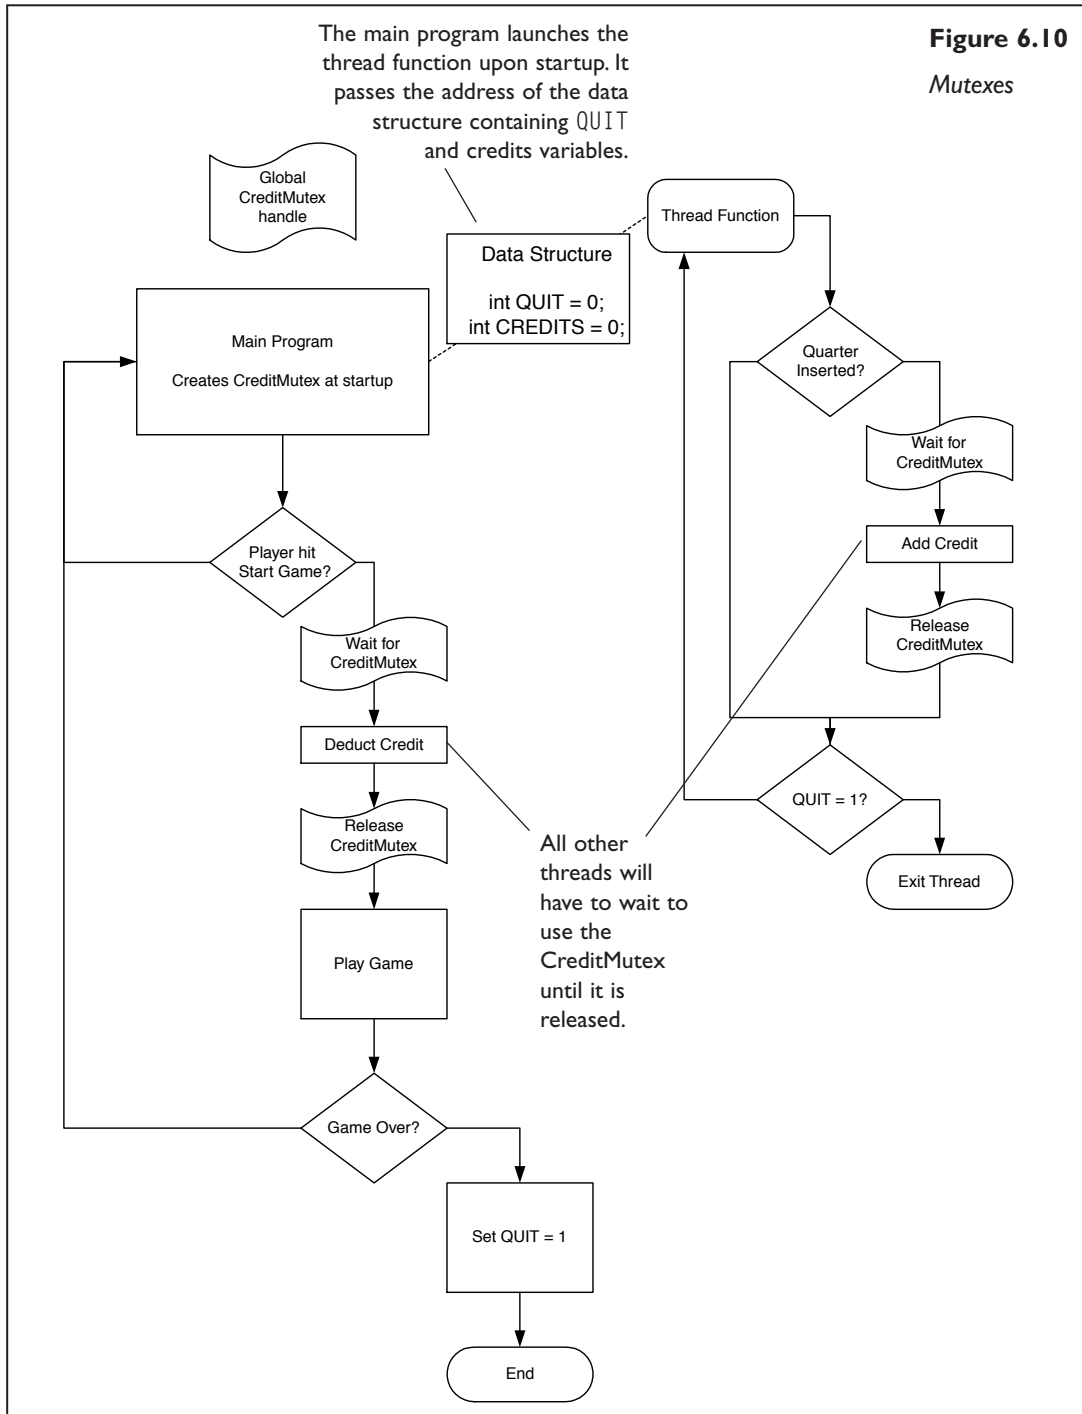 The main program launches the
thread function upon startup. It
passes the address of the data
structure containing QUIT
and credits variables.
Figure 6.10
Mutexes
Global
CreditMutex
handle
Data Structure
int QUIT = 0;
int CREDITS = 0;
Thread Function
Main Program
Creates CreditMutex at startup
Quarter
Inserted?
Wait for
CreditMutex
Add Credit
Release
CreditMutex
QUIT = 1?
Exit Thread
Player hit
Start Game?
Wait for
CreditMutex
Deduct Credit
Release
CreditMutex
Play Game
All other
threads will
have to wait to
use the
CreditMutex
until it is
released.
Game Over?
Set QUIT = 1
End